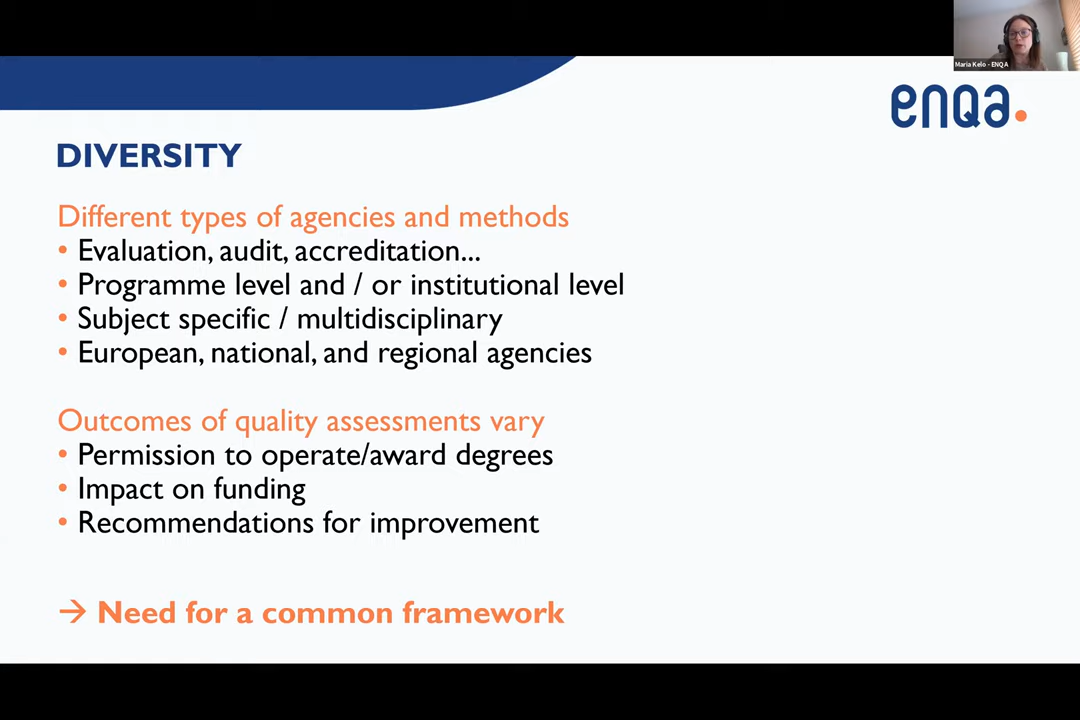 Maria Kelo - ENQA
enqa.
DIVERSITY
Different types of agencies and methods
• Evaluation, audit, accreditation...
• Programme level and / or institutional level
• Subject specific / multidisciplinary
• European, national, and regional agencies
Outcomes of quality assessments vary
• Permission to operate/award degrees
• Impact on funding
• Recommendations for improvement
→ Need for a common framework